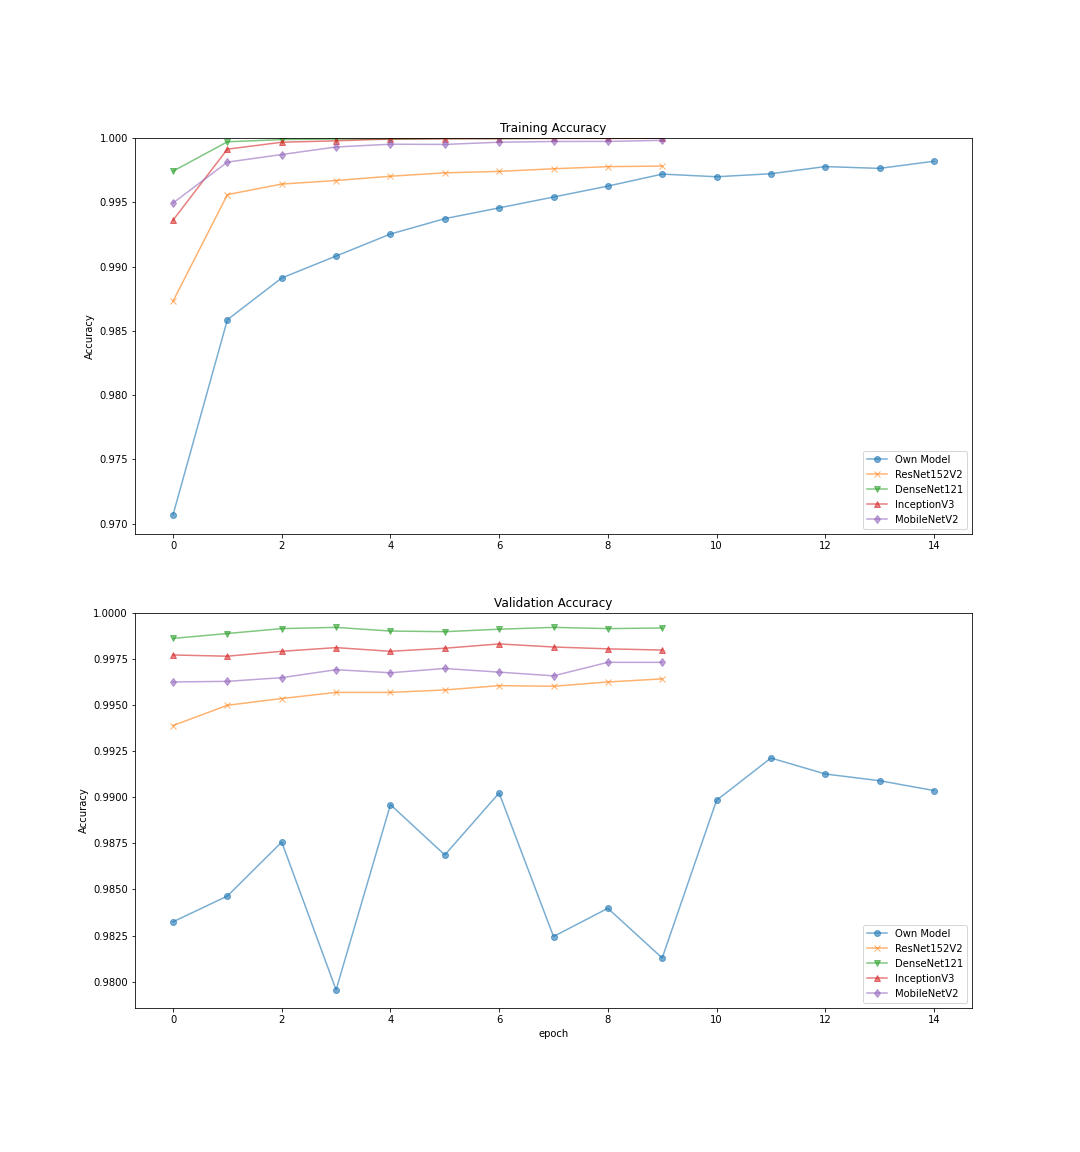 Training Accuracy
1.000
0.995
0.990
0.985
0.980
0.975
0.970
Accuracy
0 2 4 6 8 10 12 14
Own Model
ResNet152V2
DenseNet121
InceptionV3
MobileNetV2
Validation Accuracy
1.0000
0.9975
0.9950
0.9925
0.9900
0.9875
0.9850
0.9825
0.9800
Accuracy
0 2 4 6 8 10 12 14
epoch
Own Model
ResNet152V2
DenseNet121
InceptionV3
MobileNetV2